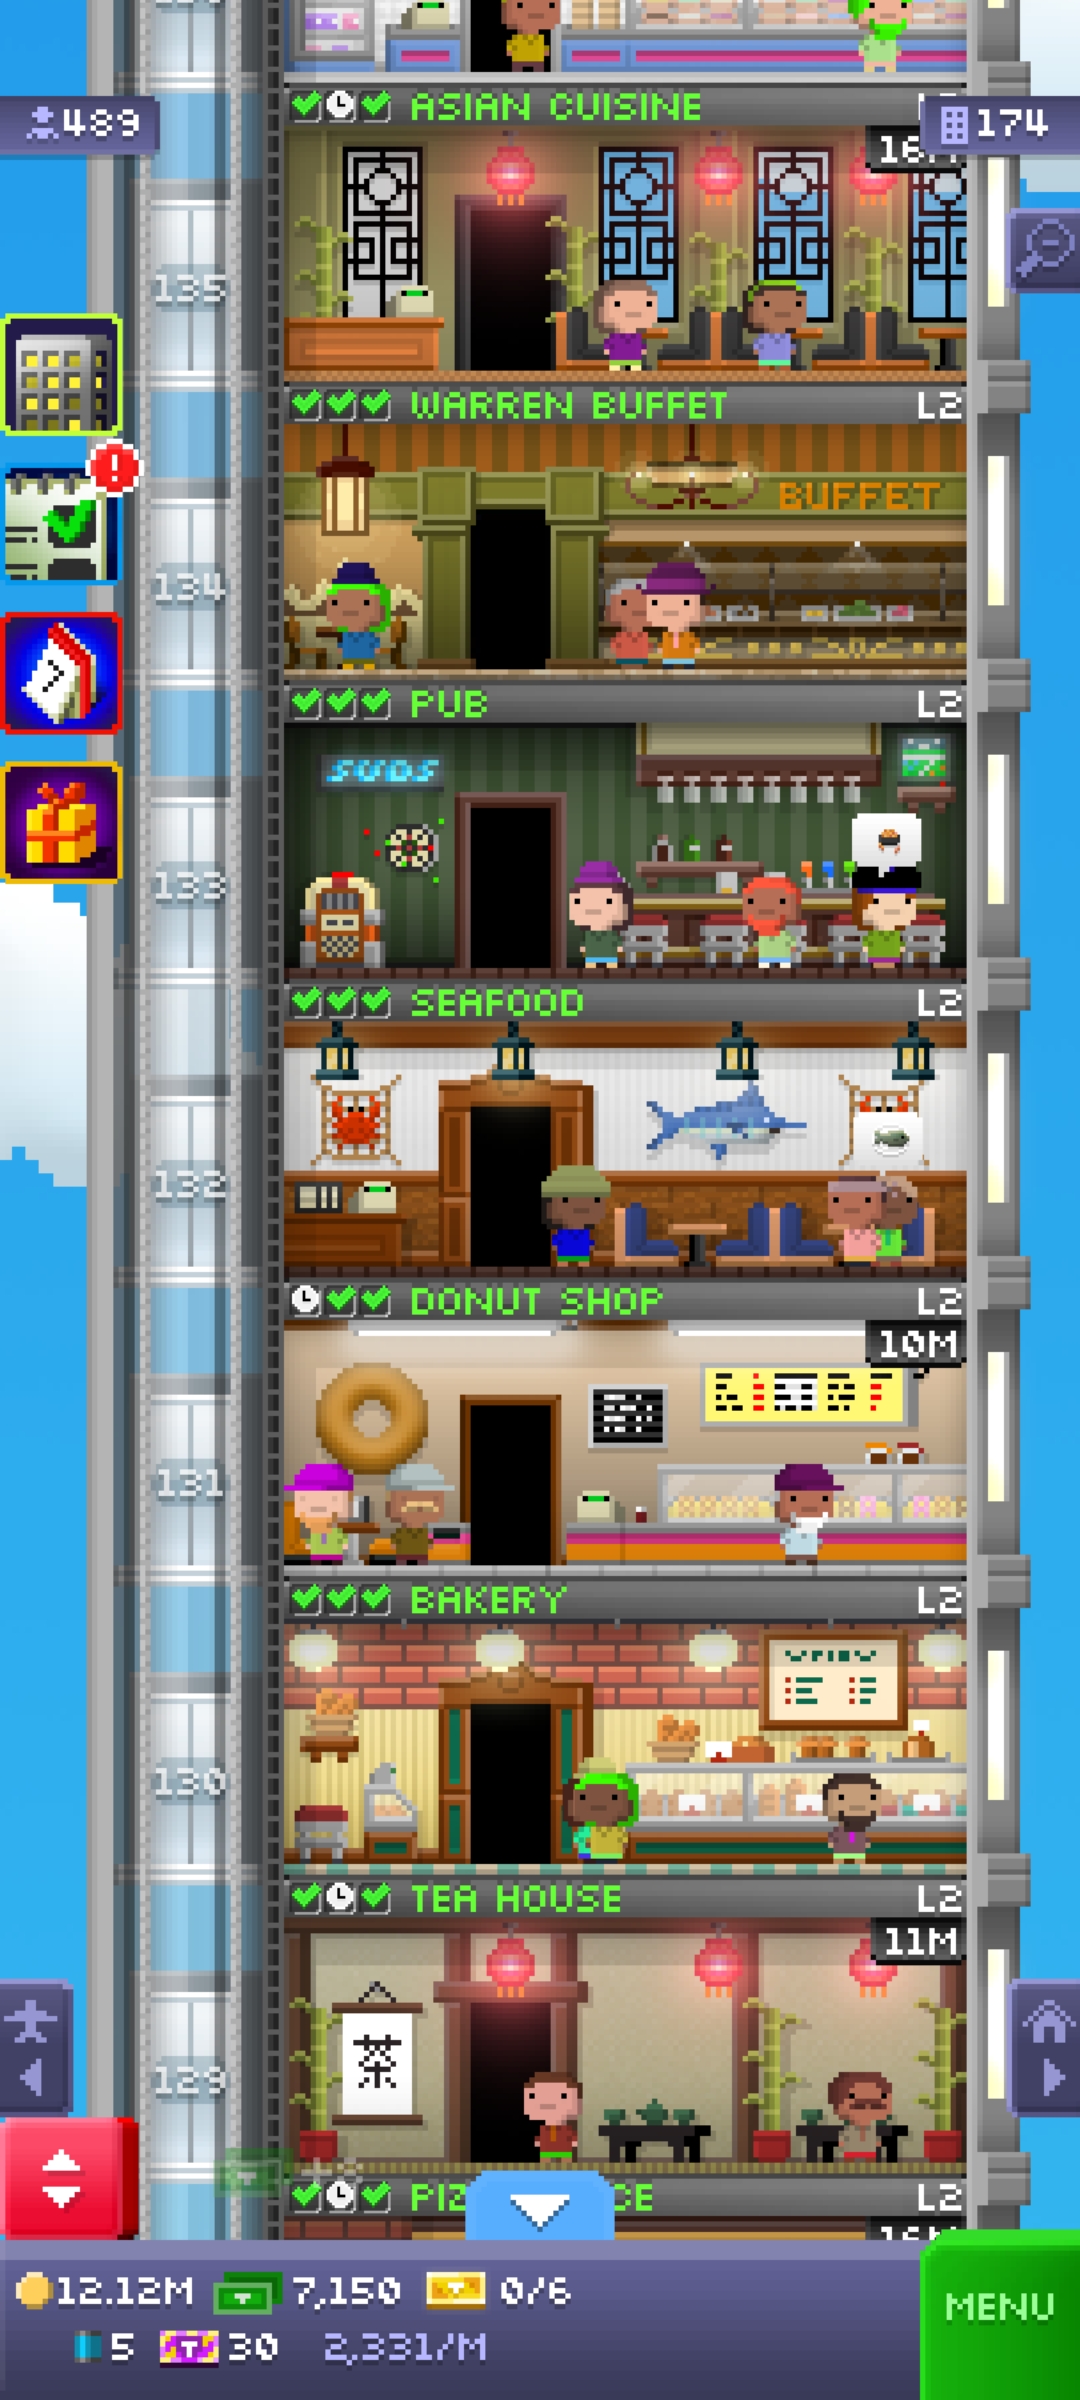 ASIAN CUISINE
489
174
135
WARREN BUFFET L2
BUFFET
134
PUB L2
SUDS
133
SEAFOOD L2
132
DONUT SHOP L2
10M
131
BAKERY L2
130
TEA HOUSE L2
11M
茶
129
L2
12.12M 7,150 0/6
MENU
5 30 2,331/M